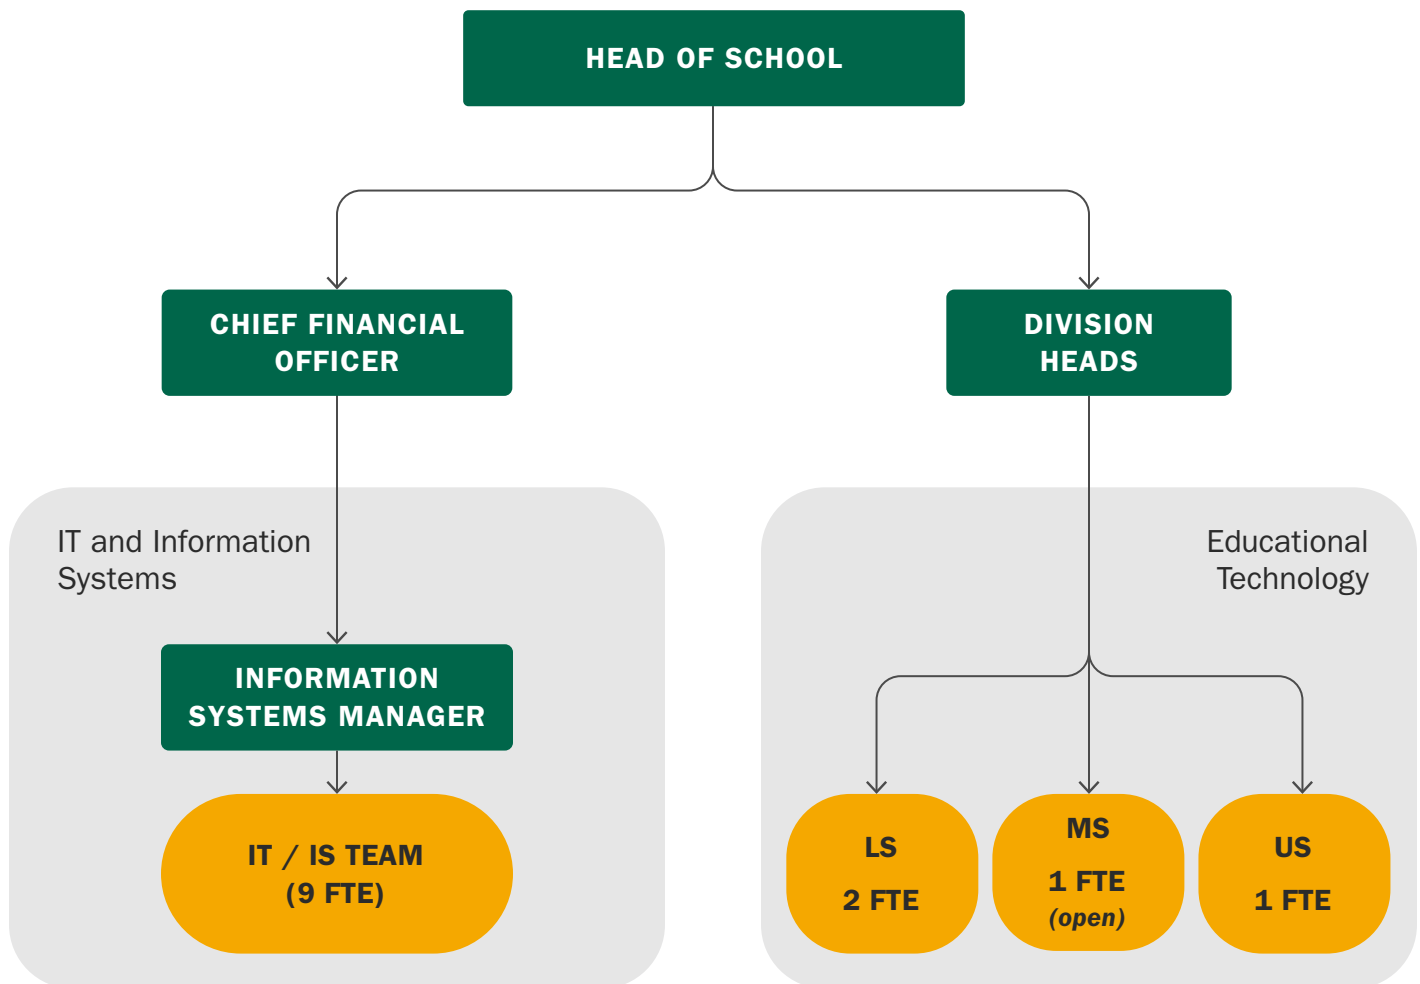 HEAD OF SCHOOL
CHIEF FINANCIAL
OFFICER
DIVISION
HEADS
IT and Information
Systems
Educational
Technology
INFORMATION
SYSTEMS MANAGER
IT / IS TEAM
(9 FTE)
LS
2 FTE
MS
1 FTE
(open)
US
1 FTE